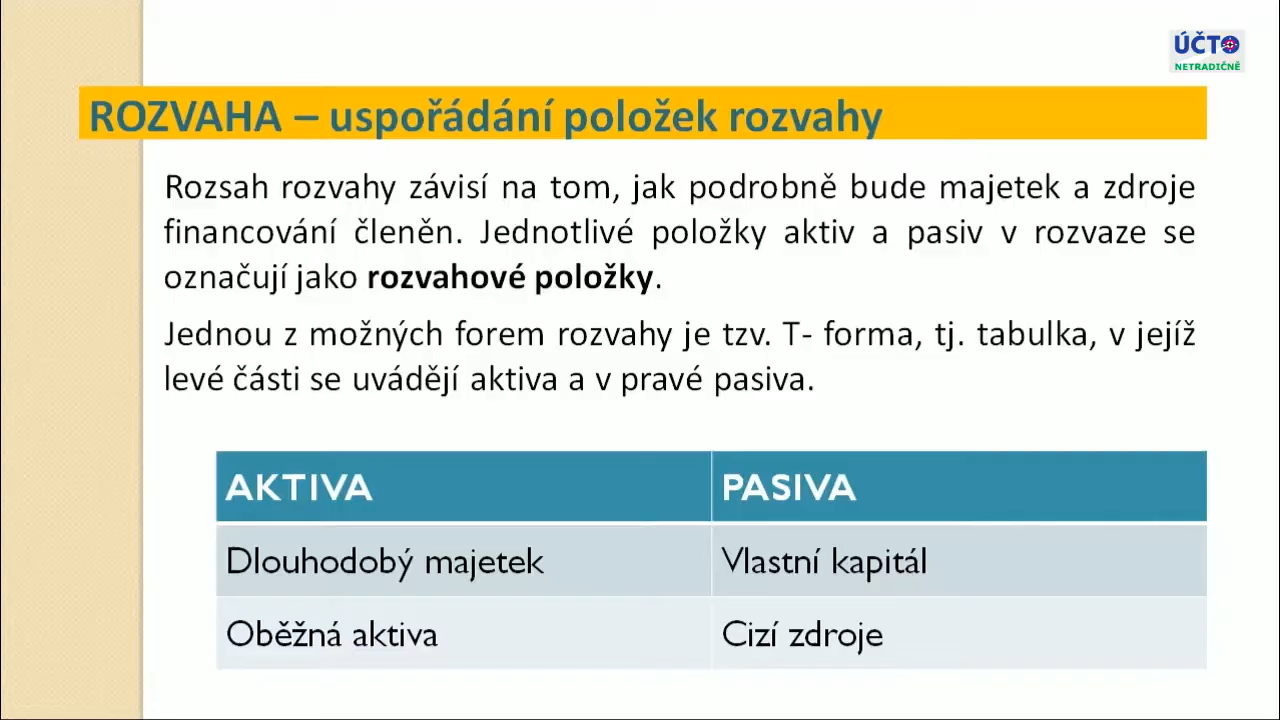 ÚČTO
NETRADIČNĚ
ROZVAHA – uspořádání položek rozvahy
Rozsah rozvahy závisí na tom, jak podrobně bude majetek a zdroje
financování členěn. Jednotlivé položky aktiv a pasiv v rozvaze se
označují jako rozvahové položky.
Jednou z možných forem rozvahy je tzv. T- forma, tj. tabulka, v jejíž
levé části se uvádějí aktiva a v pravé pasiva.
AKTIVA PASIVA
Dlouhodobý majetek Vlastní kapitál
Oběžná aktiva Cizí zdroje